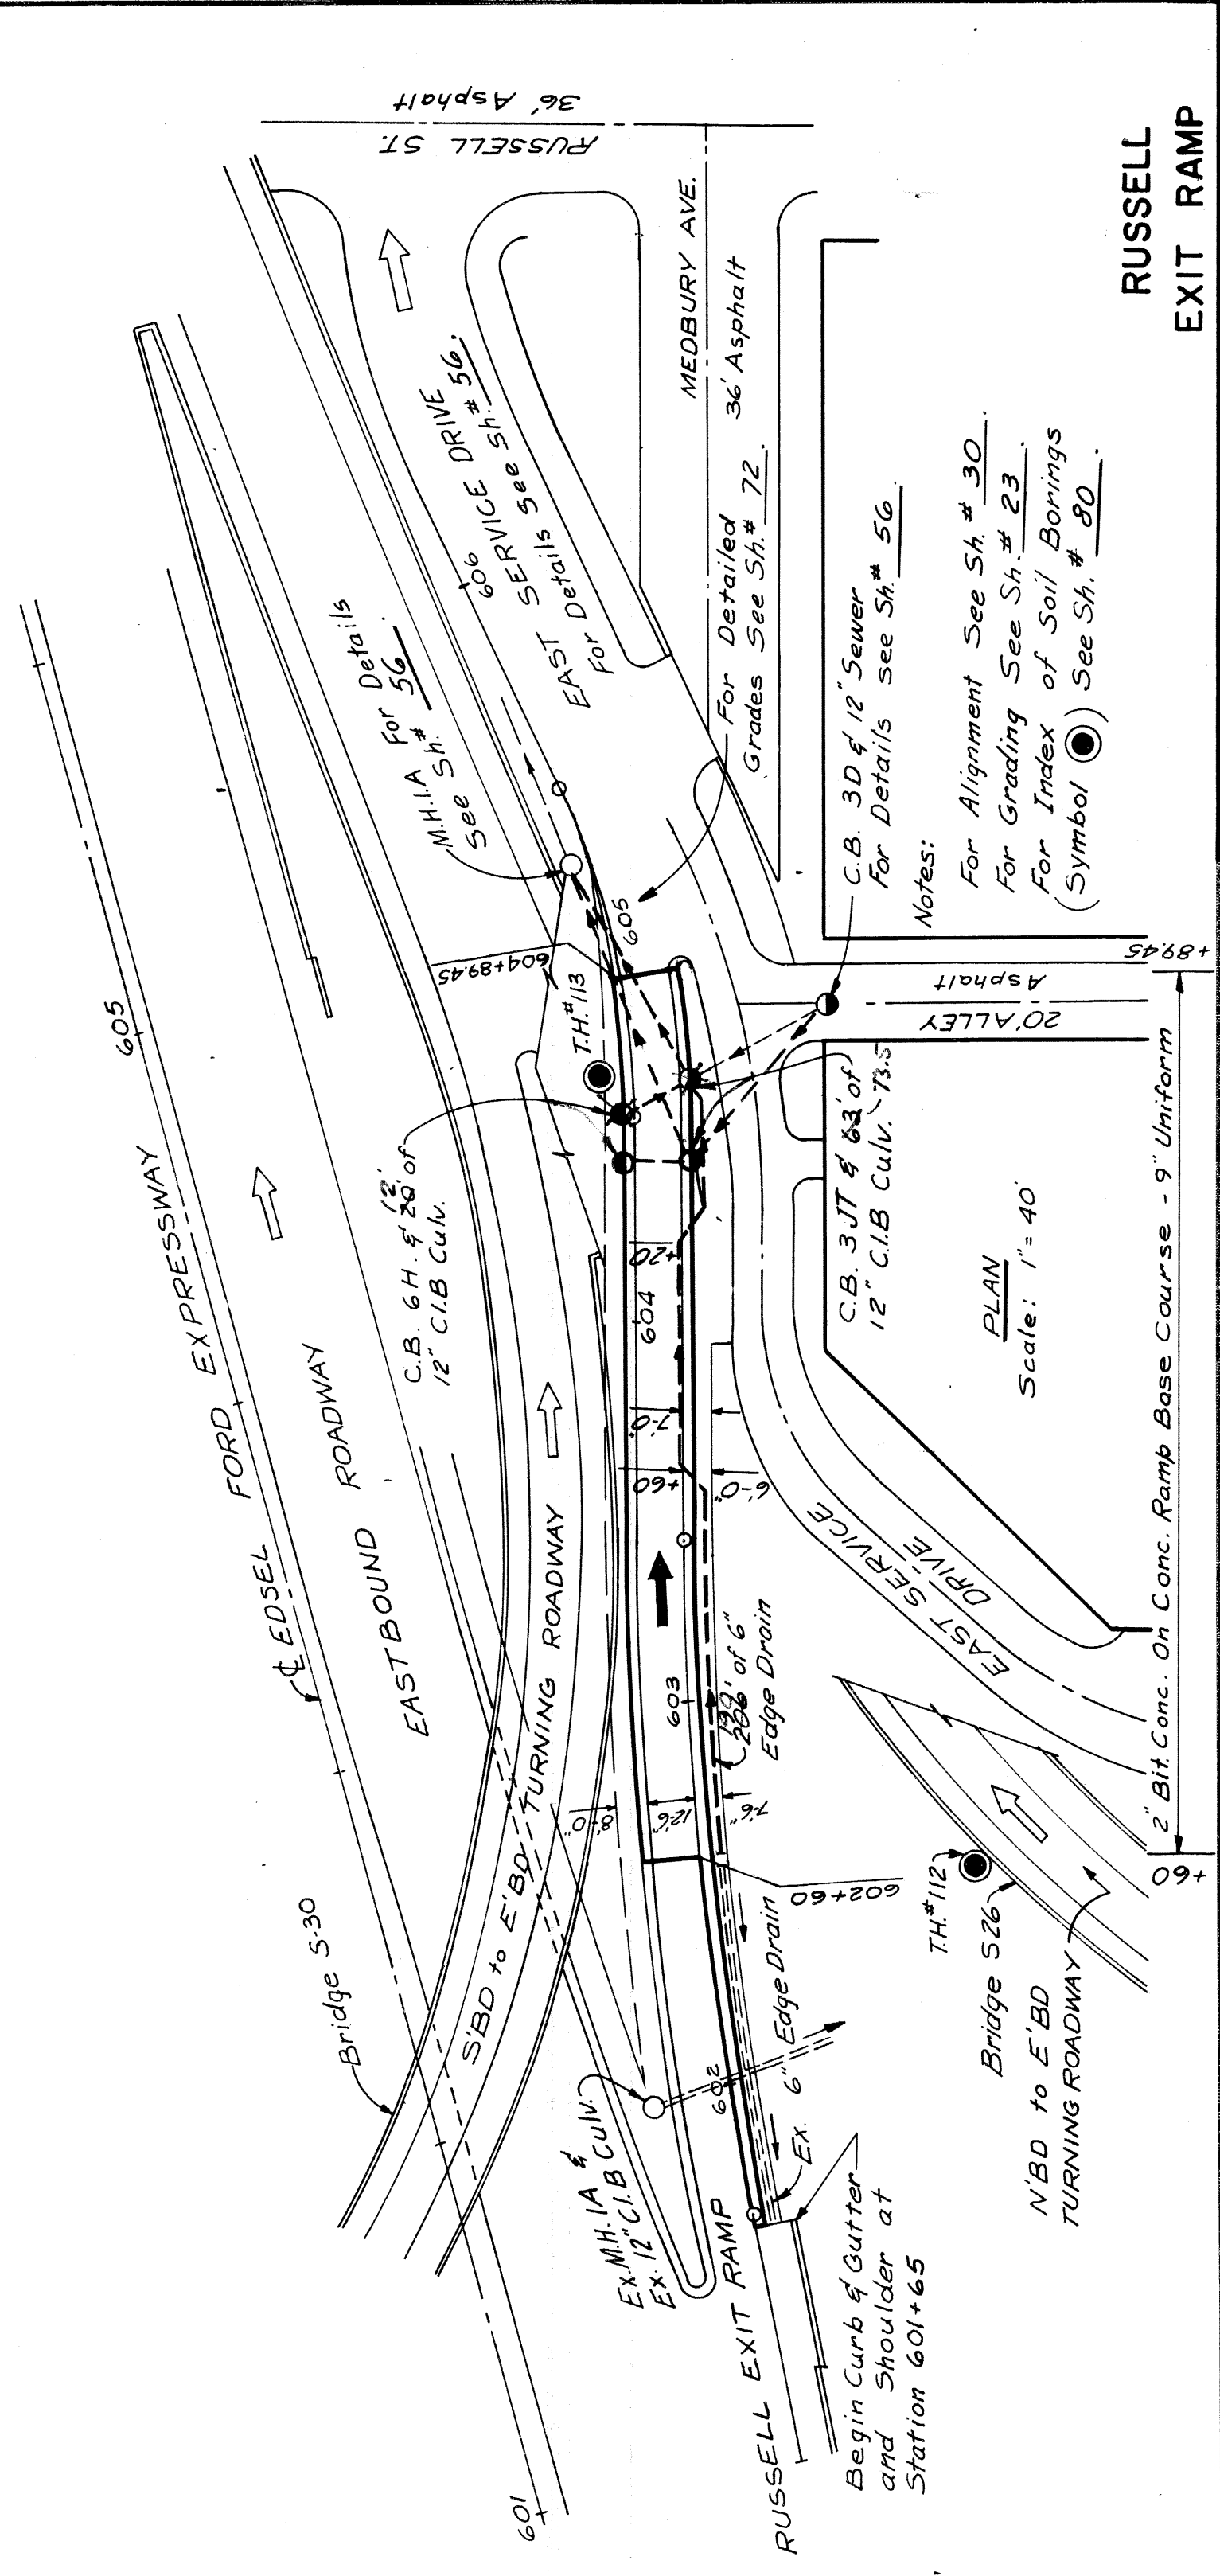 36' Asphalt
RUSSELL ST.
MEDBURY AVE.
36' Asphalt
RUSSELL
EXIT RAMP
605
℄ EDSEL FORD EXPRESSWAY
EASTBOUND ROADWAY
601
Bridge S-30
S'BD to E'BD TURNING ROADWAY
M.H.1A For Details
See Sh.# 56.
606
EAST SERVICE DRIVE
For Details See Sh.# 56.
For Detailed
Grades See Sh.# 72.
605
604+89.45
T.H.#113
C.B. 6H. & 20' of
12'
12" Cl.B Culv.
+20
604
7'-0"
+60
6'-0"
603
190'
206' of 6"
Edge Drain
8'-0"
12'-6"
7'-6"
602+60
602
Ex. M.H.1A &
Ex. 12" Cl.B Culv.
Ex. 6" Edge Drain
RUSSELL EXIT RAMP
Begin Curb & Gutter
and Shoulder at
Station 601+65
C.B. 3D & 12" Sewer
For Details see Sh.# 56.
Notes:
For Alignment See Sh. # 30.
For Grading See Sh. # 23.
For Index of Soil Borings
(Symbol ) See Sh. # 80.
20' ALLEY
Asphalt
+89.45
C.B. 3JT & 63' of
12" Cl.B Culv. 73.5
EAST SERVICE
DRIVE
PLAN
Scale: 1"=40'
T.H.#112
Bridge S26
N'BD to E'BD
TURNING ROADWAY
+60
2" Bit. Conc. On Conc. Ramp Base Course - 9" Uniform